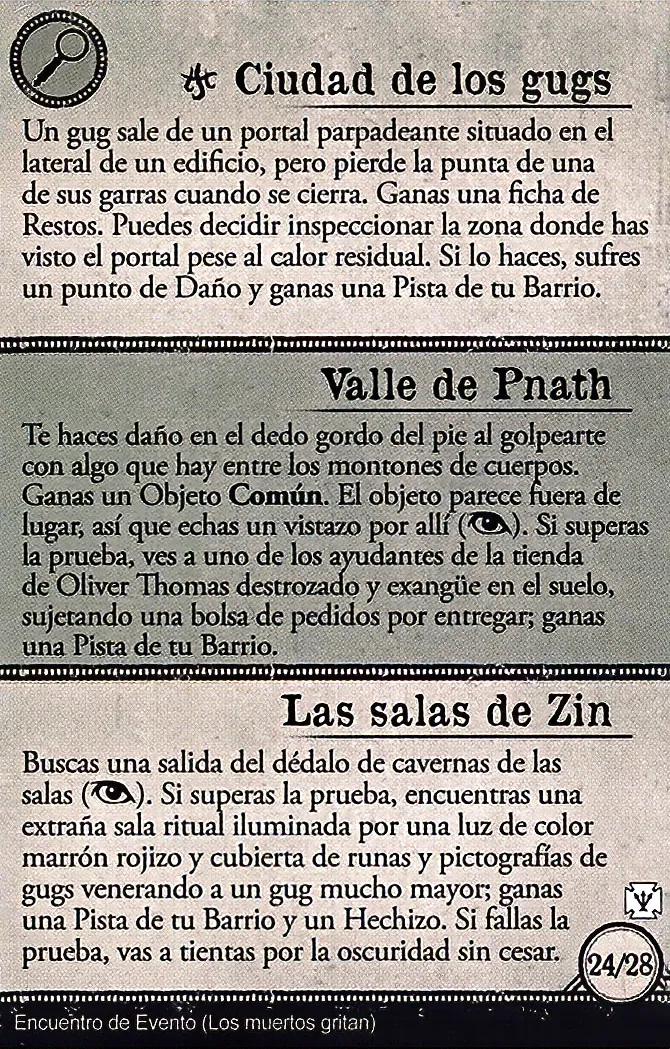 Ciudad de los gugs
Un gug sale de un portal parpadeante situado en el
lateral de un edificio, pero pierde la punta de una
de sus garras cuando se cierra. Ganas una ficha de
Restos. Puedes decidir inspeccionar la zona donde has
visto el portal pese al calor residual. Si lo haces, sufres
un punto de Daño y ganas una Pista de tu Barrio.
Valle de Pnath
Te haces daño en el dedo gordo del pie al golpearte
con algo que hay entre los montones de cuerpos.
Ganas un Objeto Común. El objeto parece fuera de
lugar, así que echas un vistazo por allí (). Si superas
la prueba, ves a uno de los ayudantes de la tienda
de Oliver Thomas destrozado y exangüe en el suelo,
sujetando una bolsa de pedidos por entregar; ganas
una Pista de tu Barrio.
Las salas de Zin
Buscas una salida del dédalo de cavernas de las
salas (). Si superas la prueba, encuentras una
extraña sala ritual iluminada por una luz de color
marrón rojizo y cubierta de runas y pictografías de
gugs venerando a un gug mucho mayor; ganas
una Pista de tu Barrio y un Hechizo. Si fallas la
prueba, vas a tientas por la oscuridad sin cesar.
24/28
Encuentro de Evento (Los muertos gritan)